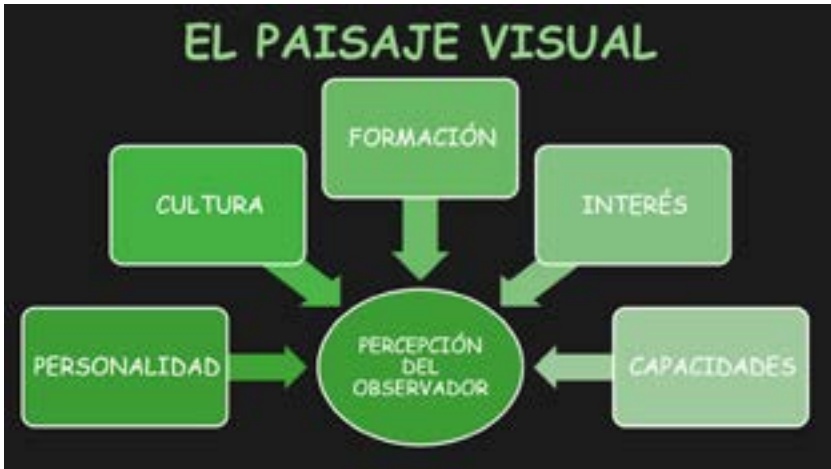 EL PAISAJE VISUAL
FORMACIÓN
CULTURA
INTERÉS
PERSONALIDAD
PERCEPCIÓN
DEL
OBSERVADOR
CAPACIDADES